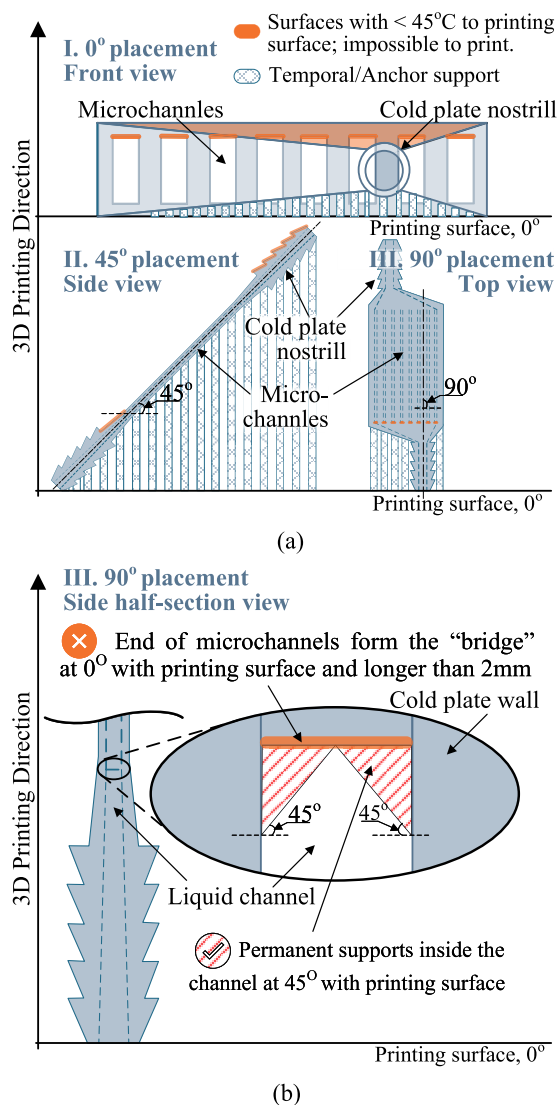 Surfaces with < 45°C to printing
surface; impossible to print.
I. 0° placement
Front view
Temporal/Anchor support
Microchannles
Cold plate nostrill
Printing surface, 0°
3D Printing Direction
II. 45° placement
Side view
III. 90° placement
Top view
Cold plate
nostrill
Micro-
channles
45°
90°
Printing surface, 0°
(a)
III. 90° placement
Side half-section view
End of microchannels form the “bridge”
at 0° with printing surface and longer than 2mm
Cold plate wall
3D Printing Direction
45°
45°
Liquid channel
Permanent supports inside the
channel at 45° with printing surface
Printing surface, 0°
(b)